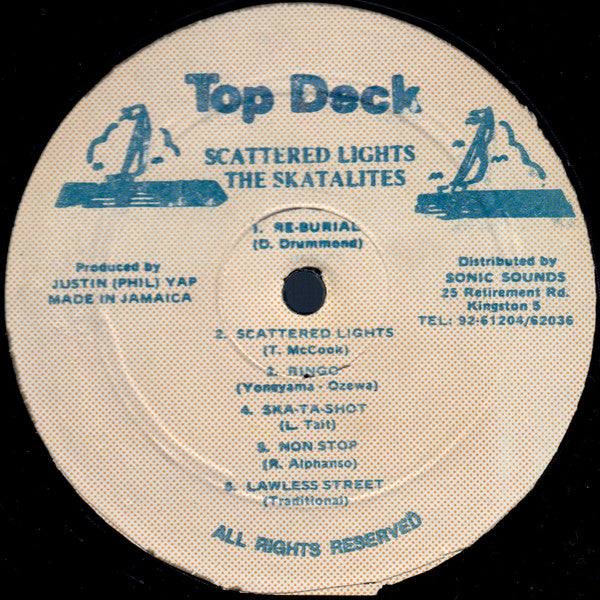 Top Deck
SCATTERED LIGHTS
THE SKATALITES
1. RE-BURIAL
(D. Drummond)
Produced by
JUSTIN (PHIL) YAP
MADE IN JAMAICA
Distributed by
SONIC SOUNDS
25 Retirement Rd.
Kingston 5
TEL: 92-61204/62036
2. SCATTERED LIGHTS
(T. McCook)
3. RINGO
(Yoneyama - Ozewa)
4. SKA-TA-SHOT
(L. Tait)
5. NON STOP
(R. Alphanso)
6. LAWLESS STREET
(Traditional)
ALL RIGHTS RESERVED